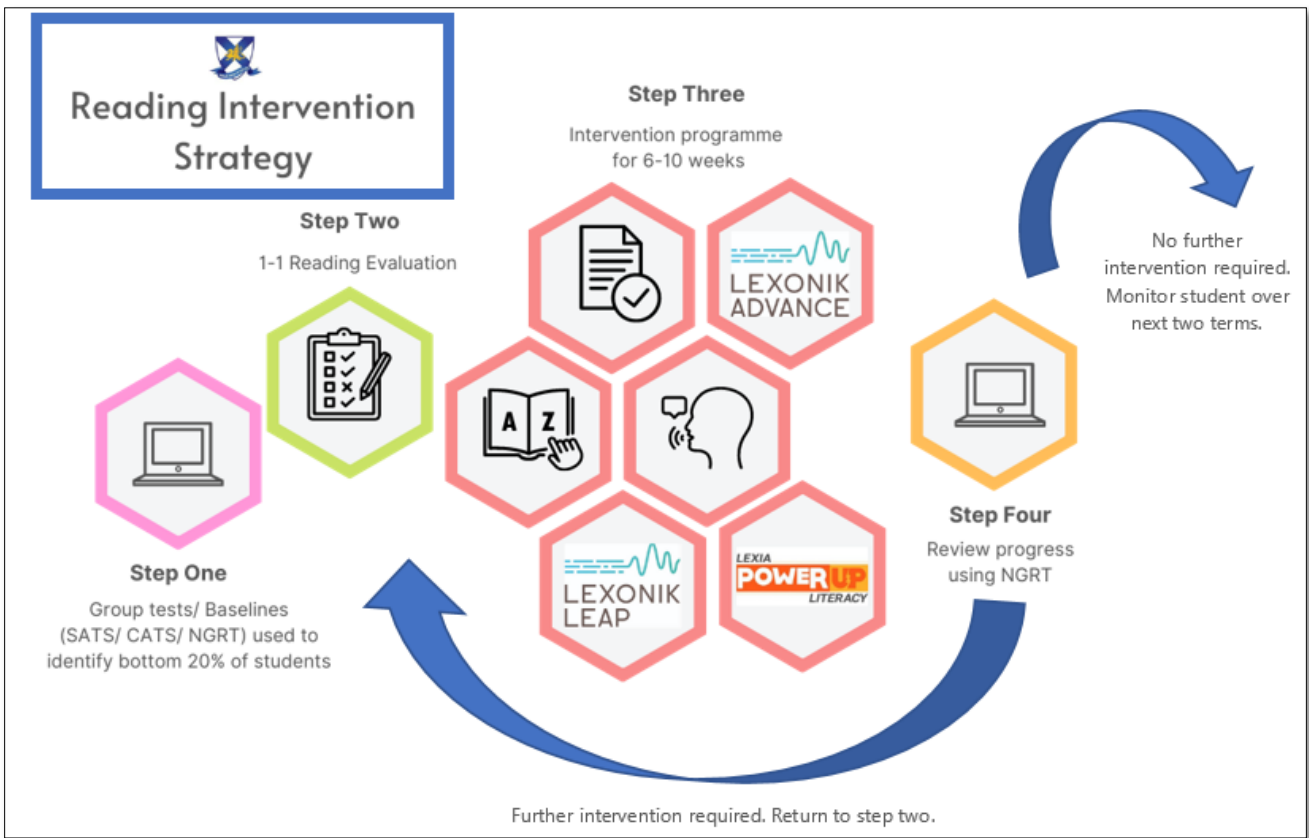 Reading Intervention
Strategy
Step One
Group tests/ Baselines
(SATS/ CATS/ NGRT) used to
identify bottom 20% of students
Step Two
1-1 Reading Evaluation
Step Three
Intervention programme
for 6-10 weeks
LEXONIK
ADVANCE
A Z
LEXONIK
LEAP
LEXIA
POWERUP
LITERACY
Step Four
Review progress
using NGRT
No further
intervention required.
Monitor student over
next two terms.
Further intervention required. Return to step two.